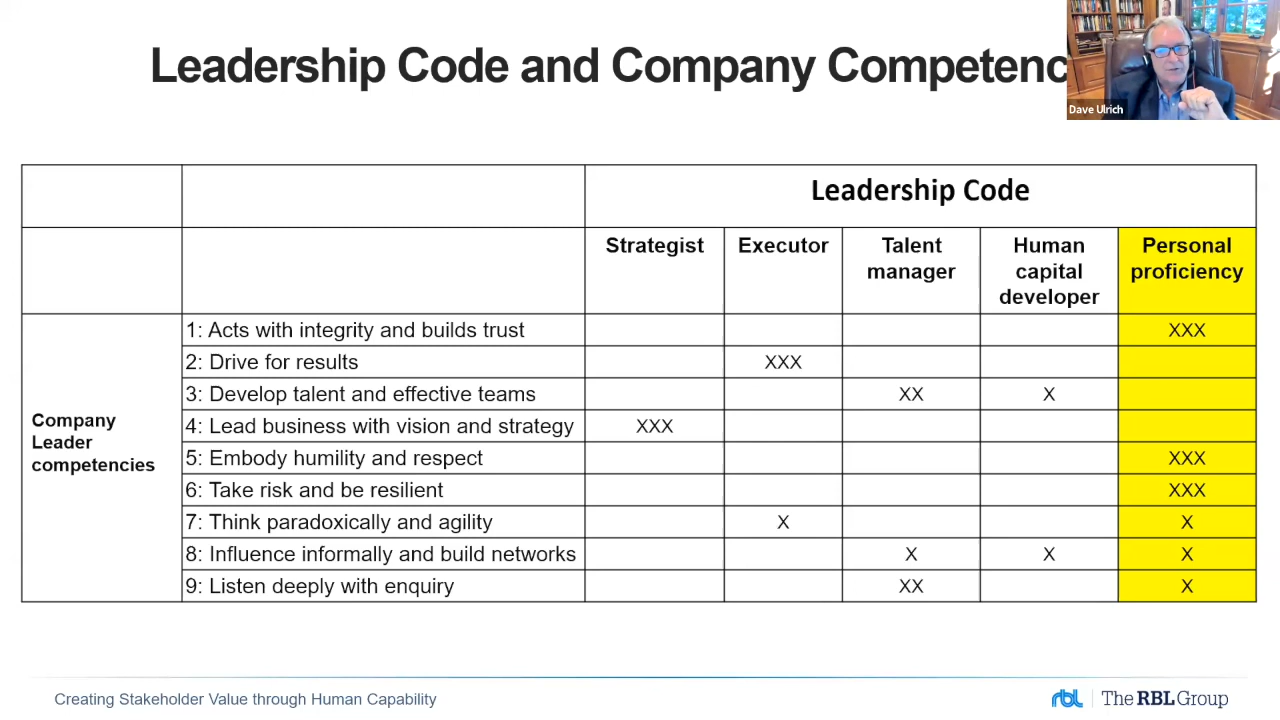 Leadership Code and Company Competenc
Dave Ulrich
Leadership Code
Strategist Executor Talent manager Human capital developer Personal proficiency
Company Leader competencies
1: Acts with integrity and builds trust XXX
2: Drive for results XXX
3: Develop talent and effective teams XX X
4: Lead business with vision and strategy XXX
5: Embody humility and respect XXX
6: Take risk and be resilient XXX
7: Think paradoxically and agility X X
8: Influence informally and build networks X X X
9: Listen deeply with enquiry XX X
Creating Stakeholder Value through Human Capability
rbl The RBL Group